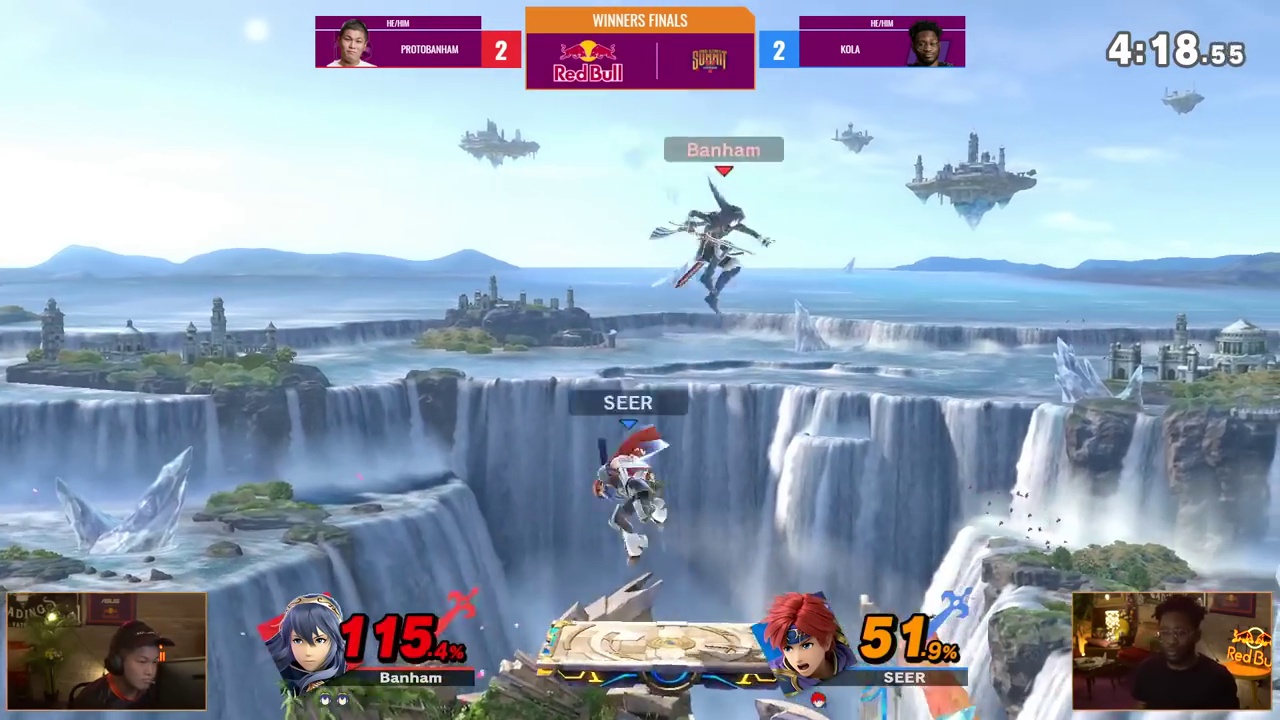 HE/HIM
PROTOBANHAM
2
WINNERS FINALS
Red Bull
SUMMIT
2
HE/HIM
KOLA
4:18.55
Banham
SEER
115.4%
Banham
51.9%
SEER
Red Bu